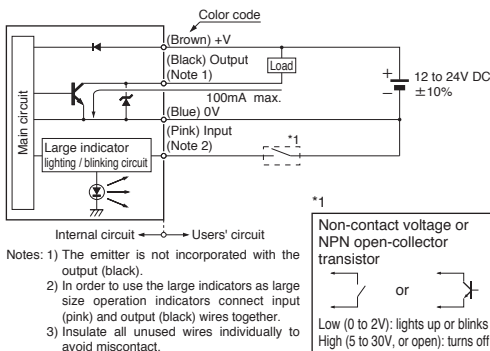 Color code
(Brown) +V
(Black) Output
(Note 1)
Load
100mA max.
+
−
12 to 24V DC
±10%
Main circuit
(Blue) 0V
(Pink) Input
(Note 2)
*1
Large indicator
lighting / blinking circuit
Internal circuit
Users' circuit
Notes: 1) The emitter is not incorporated with the
output (black).
2) In order to use the large indicators as large
size operation indicators connect input
(pink) and output (black) wires together.
3) Insulate all unused wires individually to
avoid miscontact.
*1
Non-contact voltage or
NPN open-collector
transistor
or
Low (0 to 2V): lights up or blinks
High (5 to 30V, or open): turns off